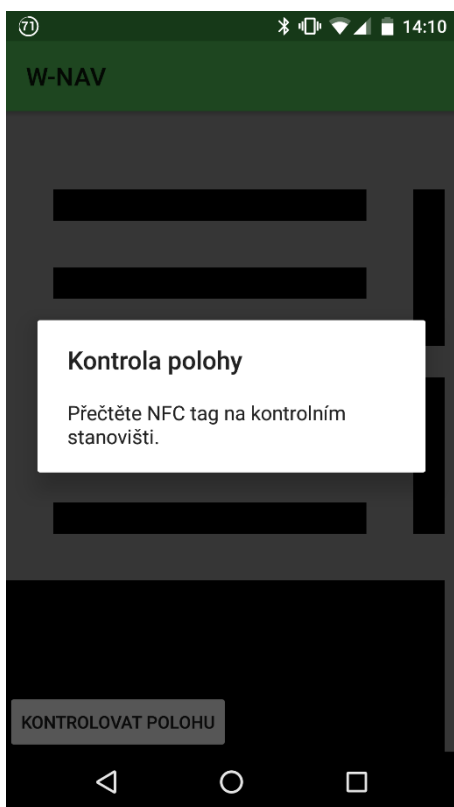 71
14:10
W-NAV
Kontrola polohy
Přečtěte NFC tag na kontrolním
stanovišti.
KONTROLOVAT POLOHU